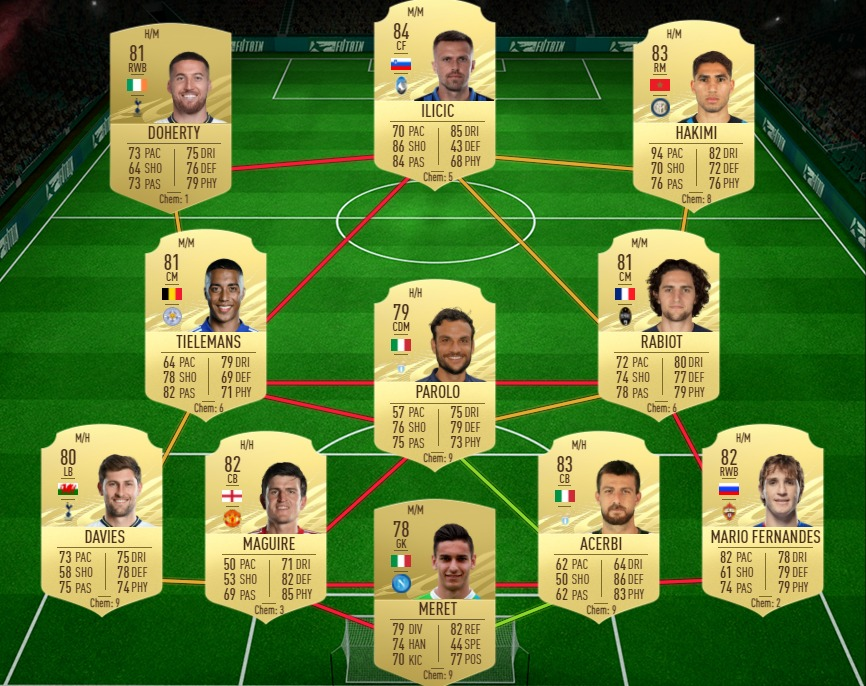 FUTBIN
FUTBIN
H/M
81
RWB
DOHERTY
73 PAC 75 DRI
64 SHO 76 DEF
73 PAS 79 PHY
Chem: 1
M/M
84
CF
ILICIC
70 PAC 85 DRI
86 SHO 43 DEF
84 PAS 68 PHY
Chem: 5
H/M
83
RM
HAKIMI
94 PAC 82 DRI
70 SHO 72 DEF
76 PAS 76 PHY
Chem: 8
M/M
81
CM
TIELEMANS
64 PAC 79 DRI
78 SHO 69 DEF
82 PAS 71 PHY
Chem: 6
H/H
79
CDM
PAROLO
57 PAC 75 DRI
76 SHO 79 DEF
75 PAS 73 PHY
Chem: 9
M/M
81
CM
RABIOT
72 PAC 80 DRI
74 SHO 77 DEF
78 PAS 79 PHY
Chem: 6
M/H
80
LB
DAVIES
73 PAC 75 DRI
58 SHO 78 DEF
75 PAS 74 PHY
Chem: 9
H/H
82
CB
MAGUIRE
50 PAC 71 DRI
53 SHO 82 DEF
69 PAS 85 PHY
Chem: 3
M/M
78
GK
MERET
79 DIV 82 REF
74 HAN 44 SPE
70 KIC 77 POS
Chem: 9
M/H
83
CB
ACERBI
62 PAC 64 DRI
50 SHO 86 DEF
62 PAS 83 PHY
Chem: 9
H/M
82
RWB
MARIO FERNANDES
82 PAC 78 DRI
61 SHO 79 DEF
74 PAS 79 PHY
Chem: 2